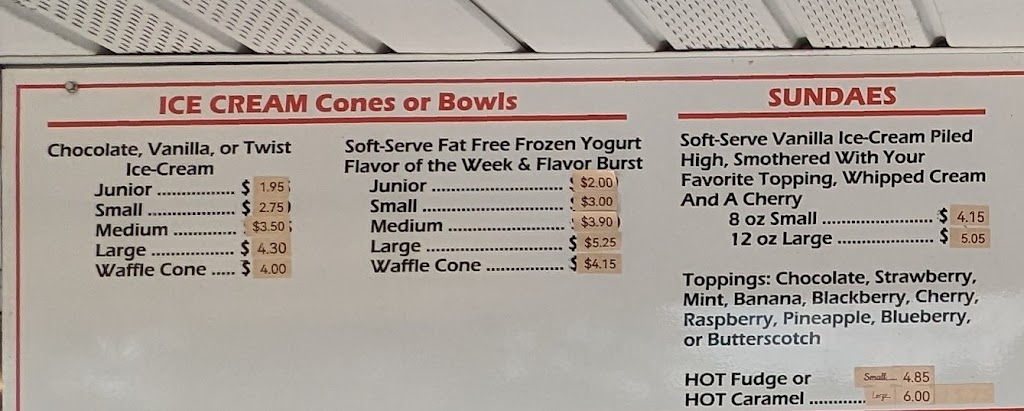 ICE CREAM Cones or Bowls
Chocolate, Vanilla, or Twist
Ice-Cream
Junior .............. $ 1.95
Small .............. $ 2.75
Medium ........... $3.50
Large .............. $ 4.30
Waffle Cone ..... $ 4.00
Soft-Serve Fat Free Frozen Yogurt
Flavor of the Week & Flavor Burst
Junior ........................ $2.00
Small ......................... $3.00
Medium ..................... $3.90
Large ........................ $ $5.25
Waffle Cone .............. $ $4.15
SUNDAES
Soft-Serve Vanilla Ice-Cream Piled
High, Smothered With Your
Favorite Topping, Whipped Cream
And A Cherry
8 oz Small ..................... $ 4.15
12 oz Large .................. $ 5.05
Toppings: Chocolate, Strawberry,
Mint, Banana, Blackberry, Cherry,
Raspberry, Pineapple, Blueberry,
or Butterscotch
HOT Fudge or Small 4.85
HOT Caramel ........... Large 6.00